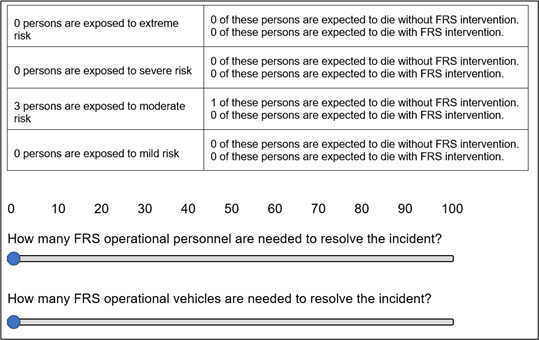 0 persons are exposed to extreme
risk
0 of these persons are expected to die without FRS intervention.
0 of these persons are expected to die with FRS intervention.
0 persons are exposed to severe risk
0 of these persons are expected to die without FRS intervention.
0 of these persons are expected to die with FRS intervention.
3 persons are exposed to moderate
risk
1 of these persons are expected to die without FRS intervention.
0 of these persons are expected to die with FRS intervention.
0 persons are exposed to mild risk
0 of these persons are expected to die without FRS intervention.
0 of these persons are expected to die with FRS intervention.
0 10 20 30 40 50 60 70 80 90 100
How many FRS operational personnel are needed to resolve the incident?
How many FRS operational vehicles are needed to resolve the incident?